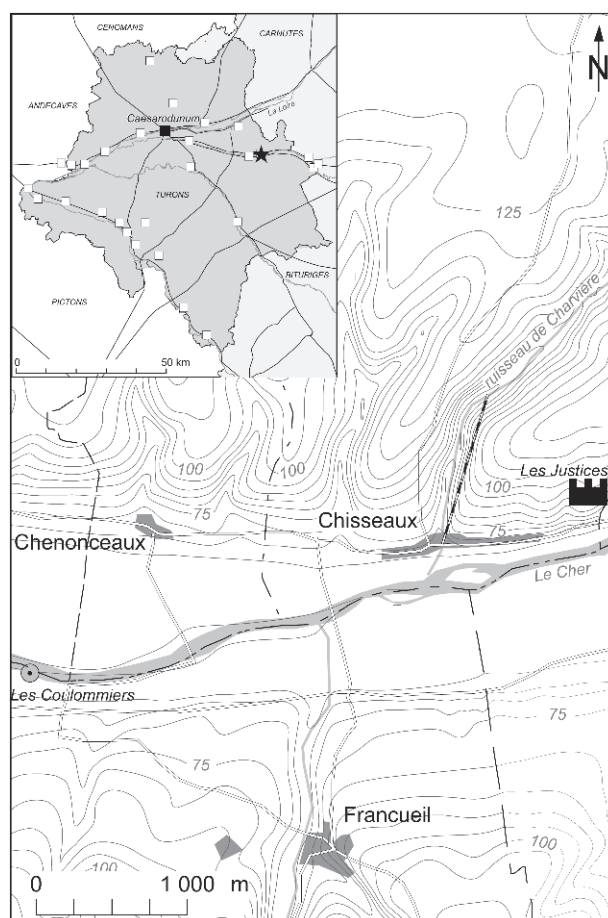 CENOMANS
CARNUTES
ANDECAVES
La Loire
Caesarodunum
TURONS
PICTONS
BITURIGES
0 50 km
N
125
ruisseau de Charvière
100
100
100
Les Justices
75
75
Chisseaux
Chenonceaux
Le Cher
Les Coulommiers
75
75
Francueil
100
100
0 1 000 m